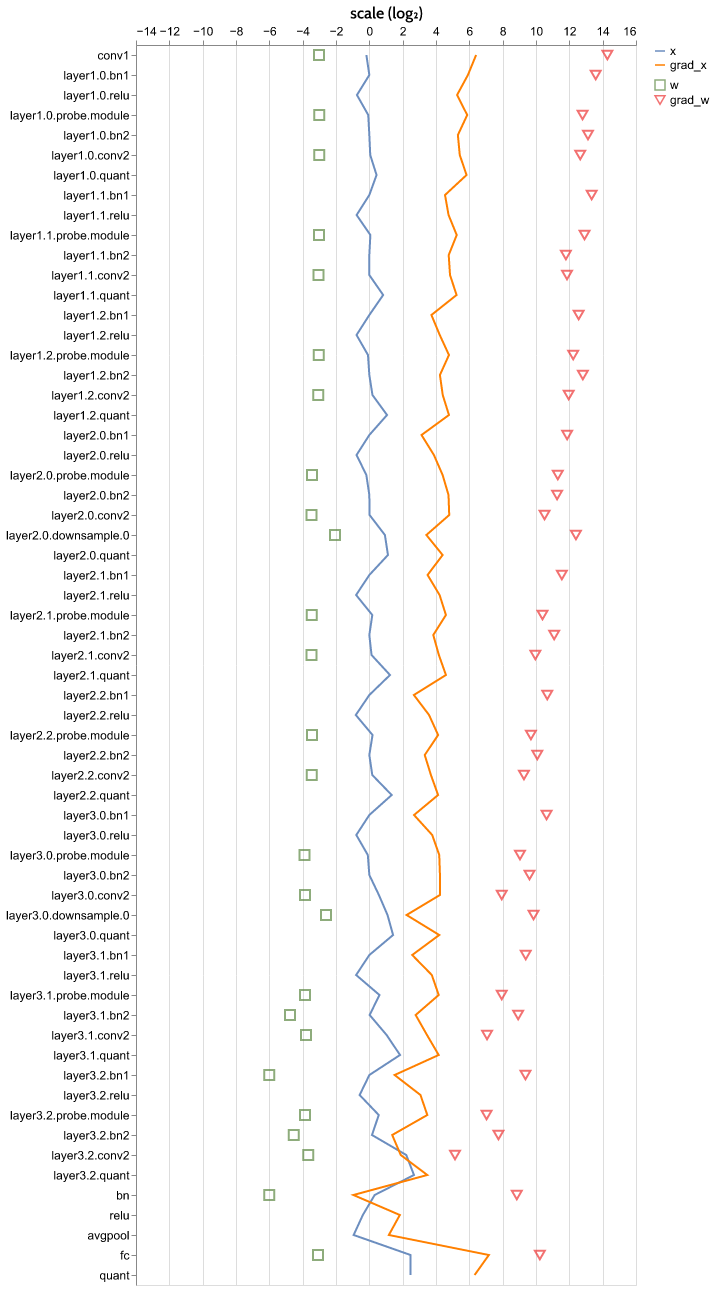 scale (log₂)
−14 −12 −10 −8 −6 −4 −2 0 2 4 6 8 10 12 14 16
x
grad_x
w
grad_w
conv1
layer1.0.bn1
layer1.0.relu
layer1.0.probe.module
layer1.0.bn2
layer1.0.conv2
layer1.0.quant
layer1.1.bn1
layer1.1.relu
layer1.1.probe.module
layer1.1.bn2
layer1.1.conv2
layer1.1.quant
layer1.2.bn1
layer1.2.relu
layer1.2.probe.module
layer1.2.bn2
layer1.2.conv2
layer1.2.quant
layer2.0.bn1
layer2.0.relu
layer2.0.probe.module
layer2.0.bn2
layer2.0.conv2
layer2.0.downsample.0
layer2.0.quant
layer2.1.bn1
layer2.1.relu
layer2.1.probe.module
layer2.1.bn2
layer2.1.conv2
layer2.1.quant
layer2.2.bn1
layer2.2.relu
layer2.2.probe.module
layer2.2.bn2
layer2.2.conv2
layer2.2.quant
layer3.0.bn1
layer3.0.relu
layer3.0.probe.module
layer3.0.bn2
layer3.0.conv2
layer3.0.downsample.0
layer3.0.quant
layer3.1.bn1
layer3.1.relu
layer3.1.probe.module
layer3.1.bn2
layer3.1.conv2
layer3.1.quant
layer3.2.bn1
layer3.2.relu
layer3.2.probe.module
layer3.2.bn2
layer3.2.conv2
layer3.2.quant
bn
relu
avgpool
fc
quant